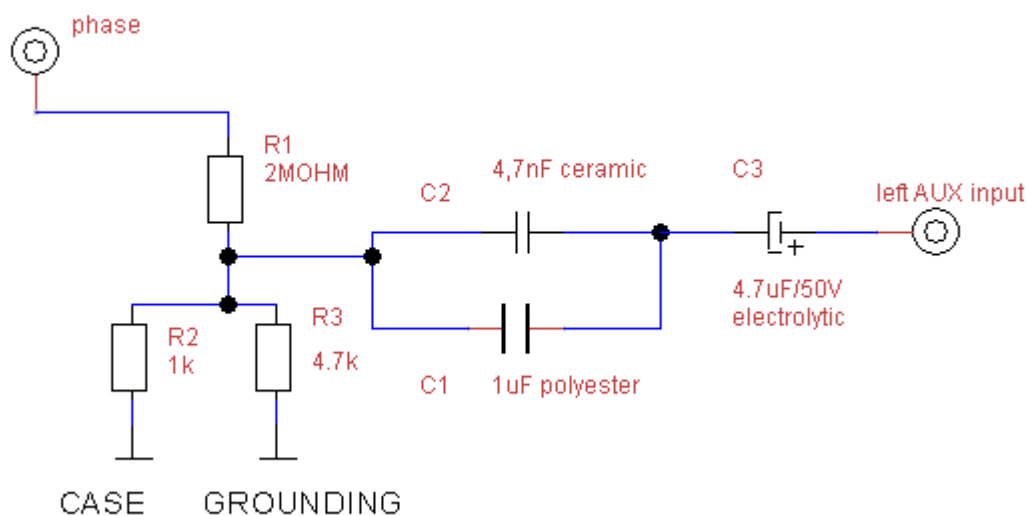 phase
R1
2MOHM
C2
4,7nF ceramic
C3
left AUX input
4.7uF/50V
electrolytic
R2
1k
R3
4.7k
C1
1uF polyester
CASE
GROUNDING